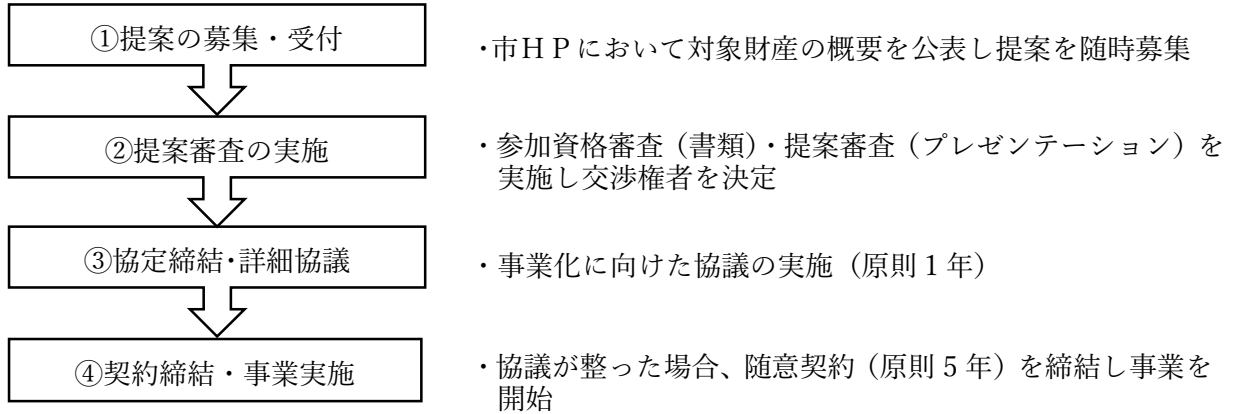 ①提案の募集・受付
・市ＨＰにおいて対象財産の概要を公表し提案を随時募集
②提案審査の実施
・参加資格審査（書類）・提案審査（プレゼンテーション）を
実施し交渉権者を決定
③協定締結・詳細協議
・事業化に向けた協議の実施（原則１年）
④契約締結・事業実施
・協議が整った場合、随意契約（原則５年）を締結し事業を
開始